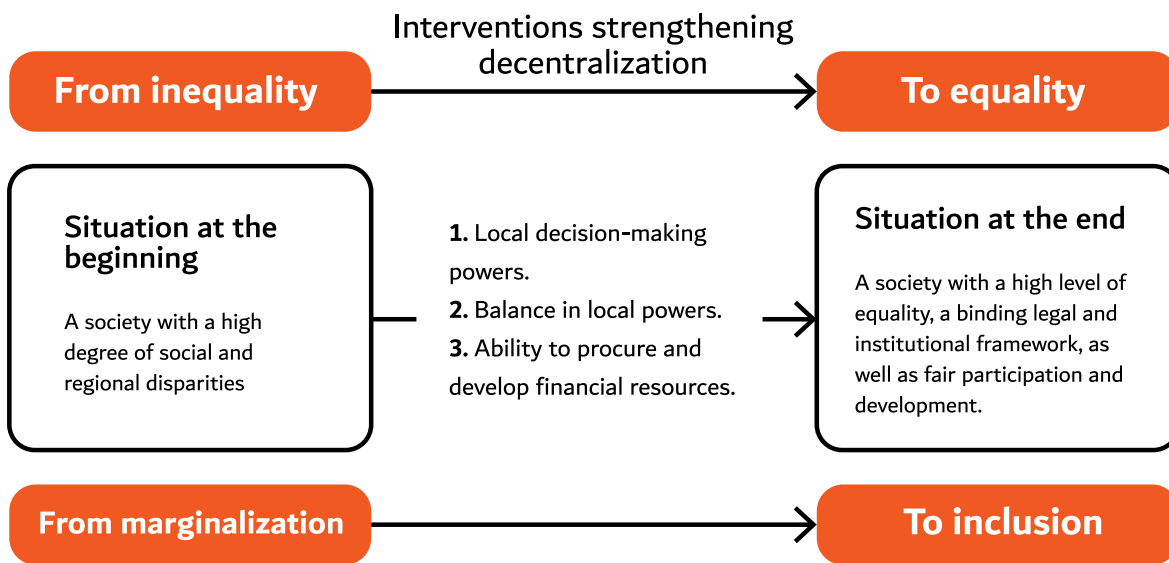 Interventions strengthening
decentralization
From inequality
To equality
Situation at the
beginning
A society with a high
degree of social and
regional disparities
1. Local decision-making
powers.
2. Balance in local powers.
3. Ability to procure and
develop financial resources.
Situation at the end
A society with a high level of
equality, a binding legal and
institutional framework, as
well as fair participation and
development.
From marginalization
To inclusion